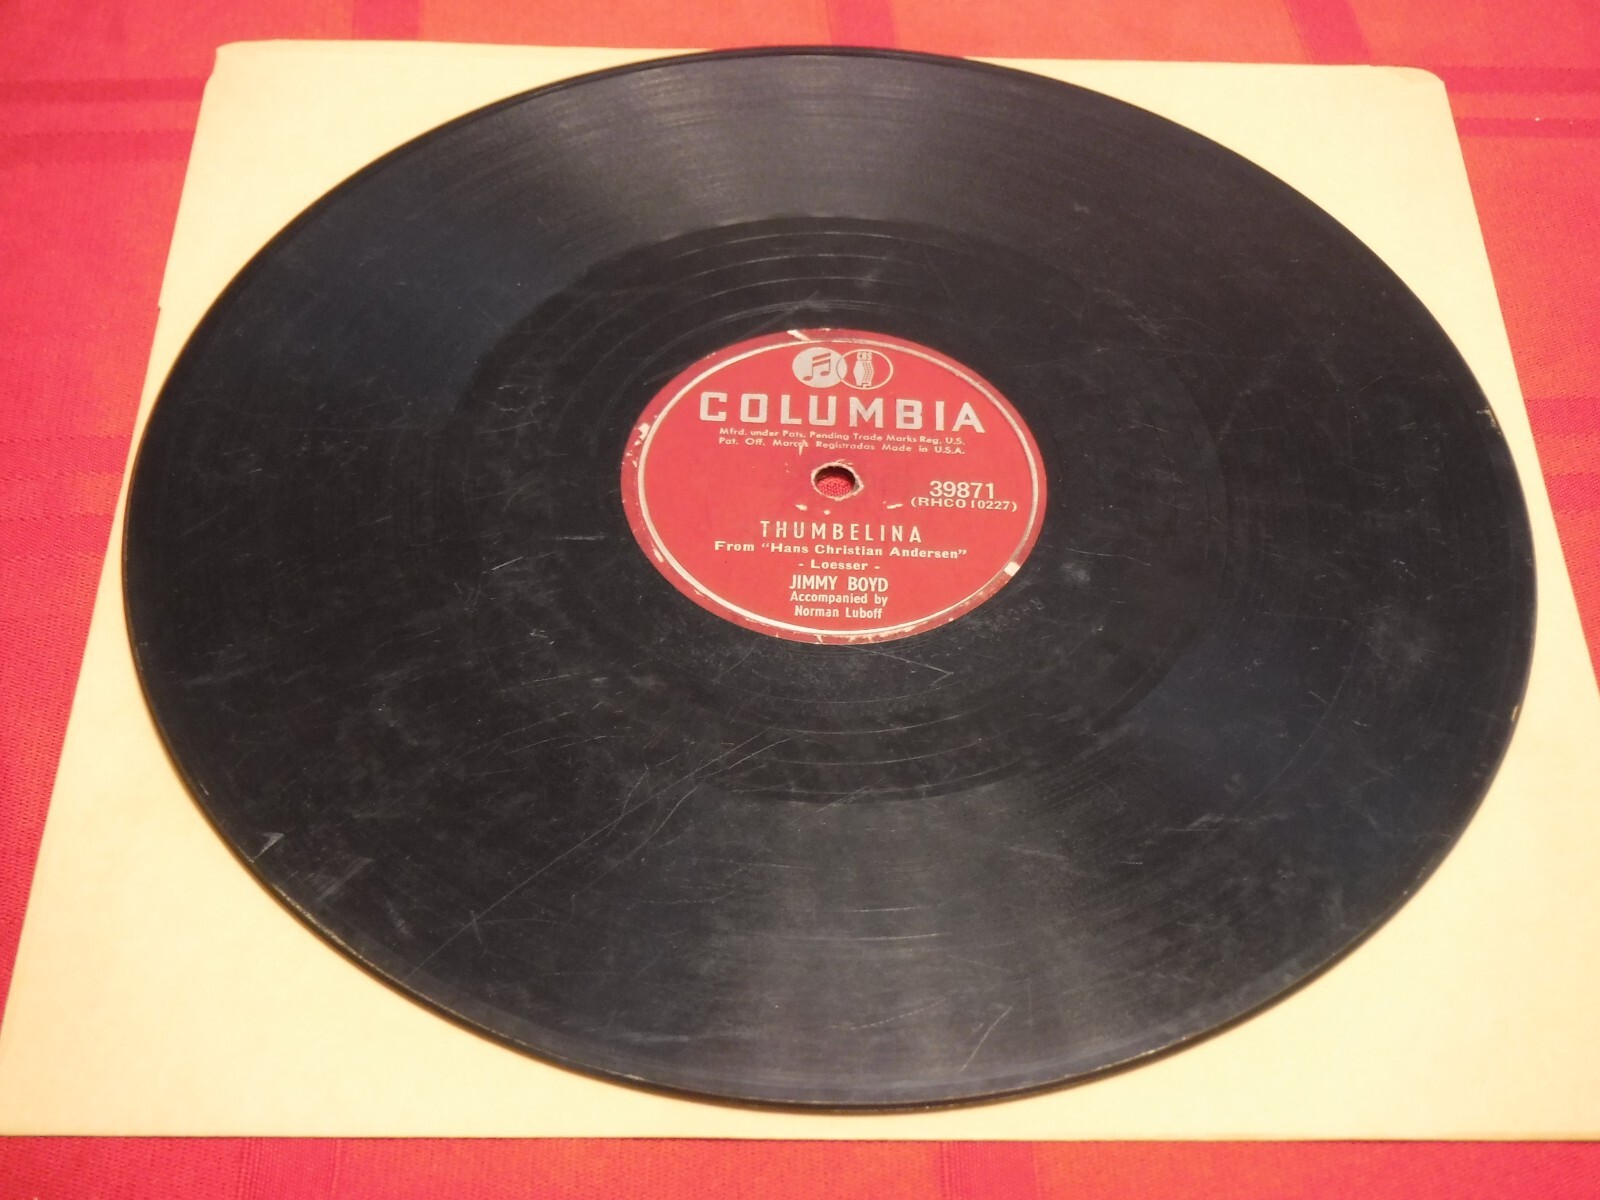 CBS
COLUMBIA
Mfrd. under Pats. Pending Trade Marks Reg. U.S.
Pat. Off. Marcas Registradas Made in U.S.A.
39871
(RHCO 10227)
THUMBELINA
From "Hans Christian Andersen"
- Loesser -
JIMMY BOYD
Accompanied by
Norman Luboff